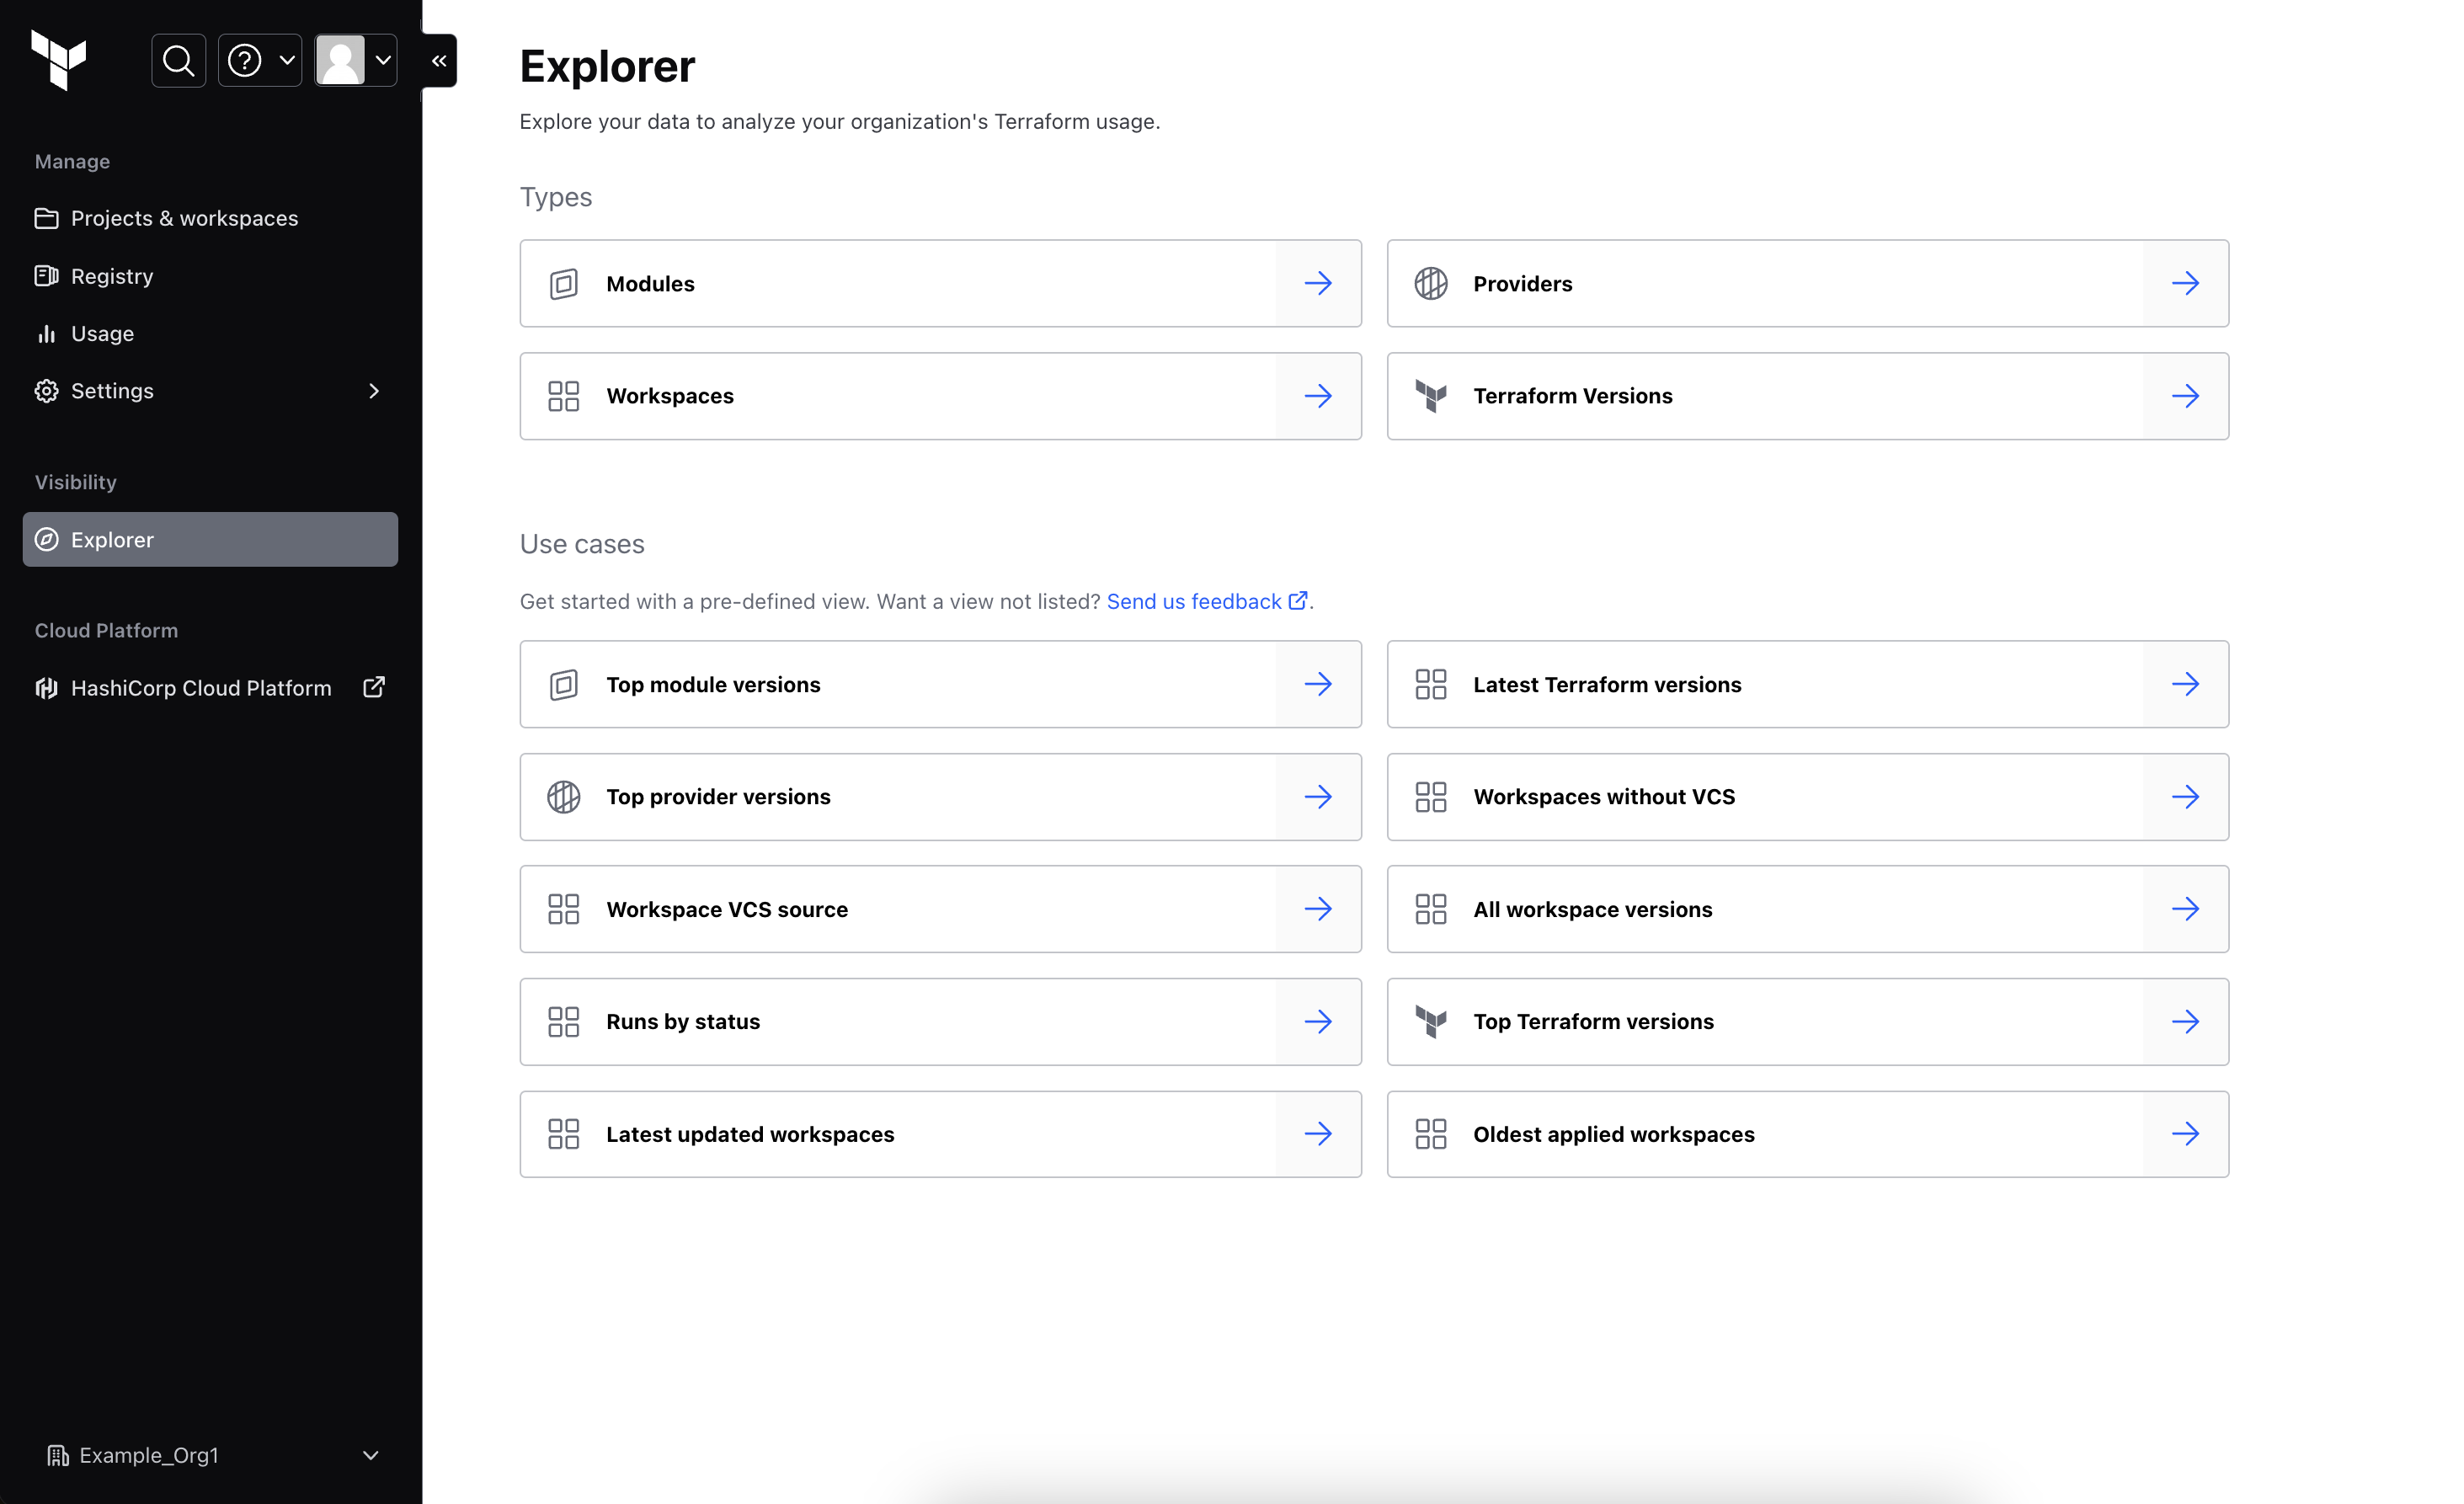 Manage
Projects & workspaces
Registry
Usage
Settings
Visibility
Explorer
Cloud Platform
HashiCorp Cloud Platform
Example_Org1
Explorer
Explore your data to analyze your organization's Terraform usage.
Types
Modules
Providers
Workspaces
Terraform Versions
Use cases
Get started with a pre-defined view. Want a view not listed? Send us feedback.
Top module versions
Latest Terraform versions
Top provider versions
Workspaces without VCS
Workspace VCS source
All workspace versions
Runs by status
Top Terraform versions
Latest updated workspaces
Oldest applied workspaces